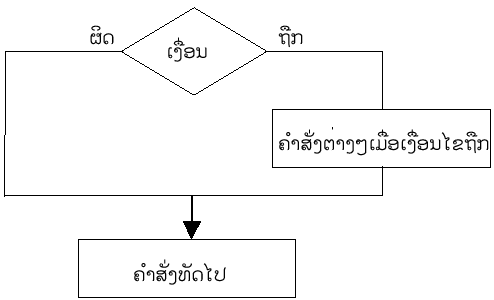 ຜິດ
ຖືກ
ເງື່ອນ
ຄຳສັ່ງຕ່າງໆເມື່ອເງື່ອນໄຂຖືກ
ຄຳສັ່ງທັດໄປ